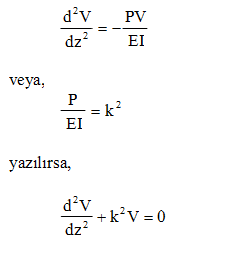 d²V/dz² = -PV/EI
veya,
P/EI = k²
yazılırsa,
d²V/dz² + k²V = 0